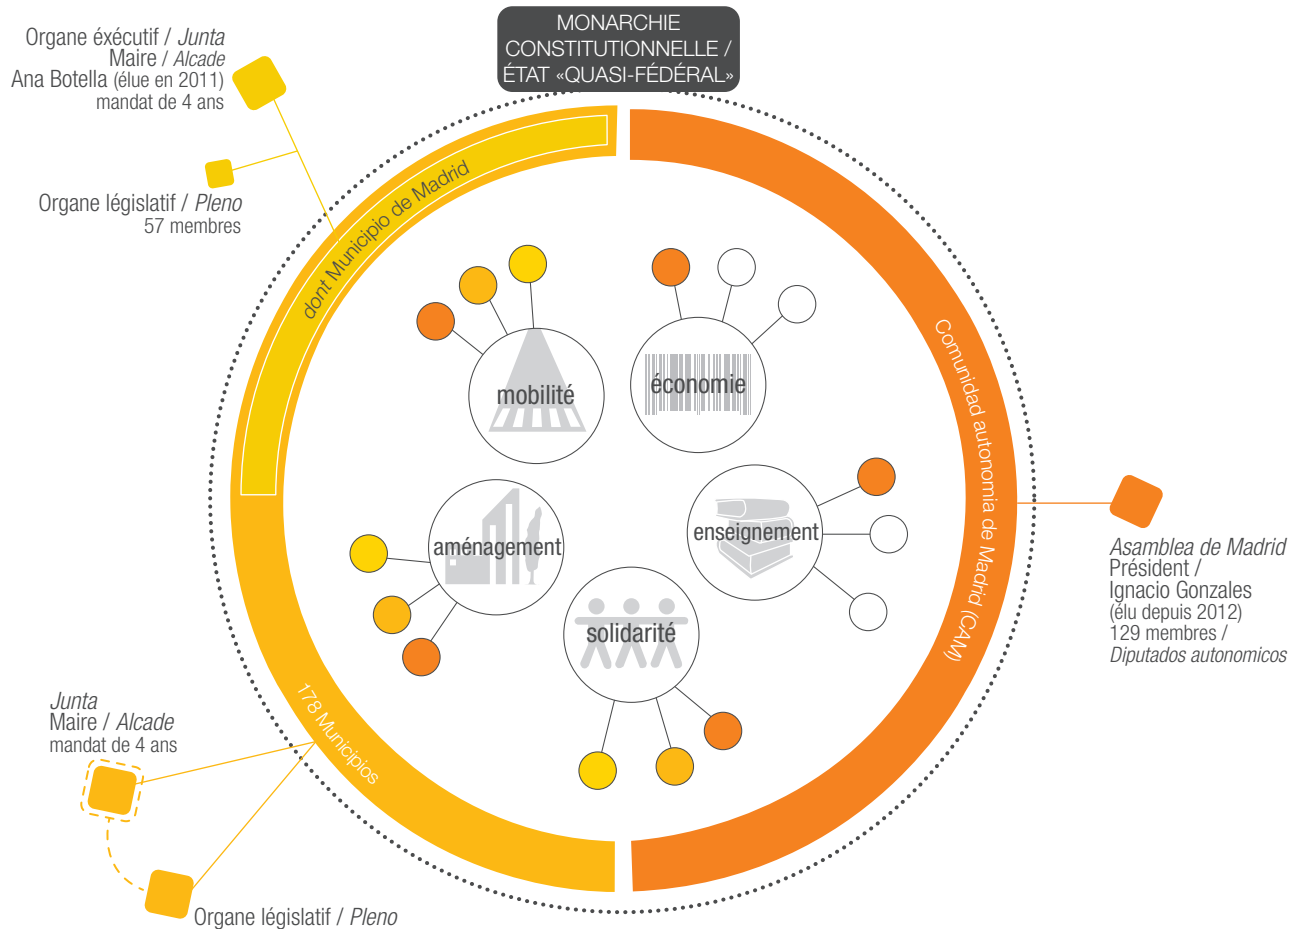 MONARCHIE
CONSTITUTIONNELLE /
ÉTAT «QUASI-FÉDÉRAL»
Organe éxécutif / Junta
Maire / Alcade
Ana Botella (élue en 2011)
mandat de 4 ans
Organe législatif / Pleno
57 membres
dont Municipio de Madrid
mobilité
économie
Comunidad autonomia de Madrid (CAM)
aménagement
enseignement
solidarité
Asamblea de Madrid
Président /
Ignacio Gonzales
(élu depuis 2012)
129 membres /
Diputados autonomicos
178 Municipios
Junta
Maire / Alcade
mandat de 4 ans
Organe législatif / Pleno